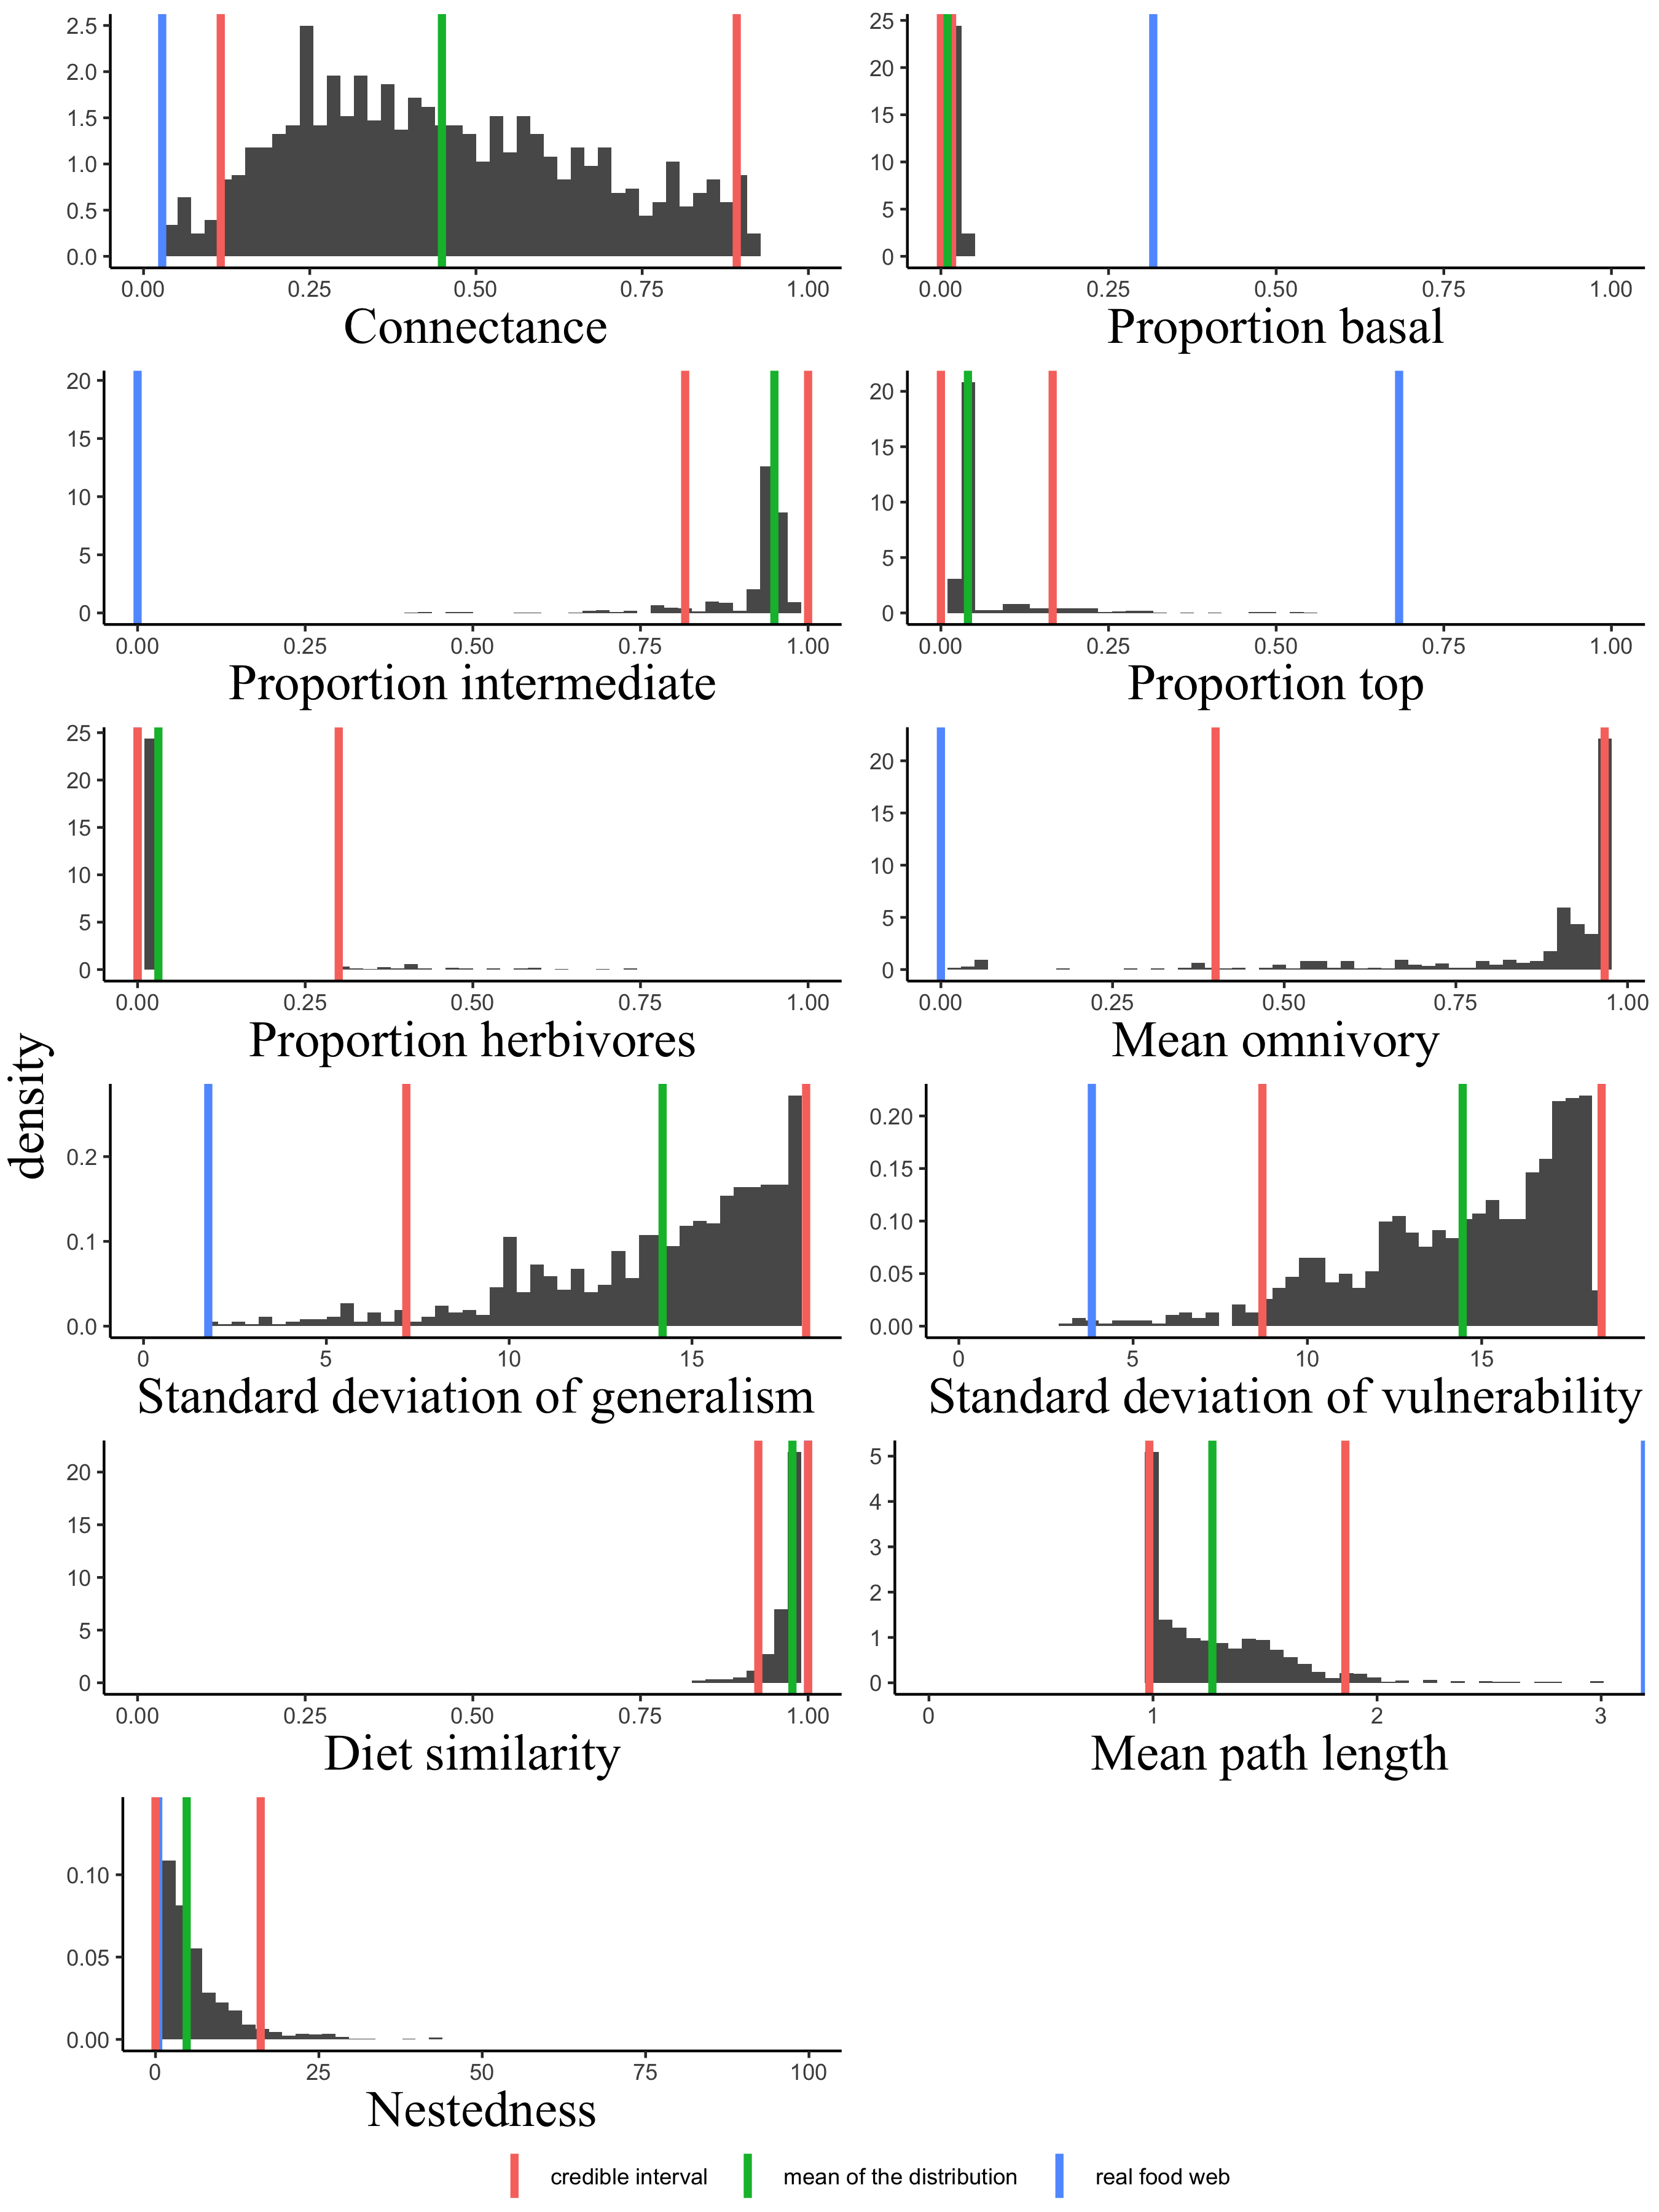 2.5
2.0
1.5
1.0
0.5
0.0
0.00 0.25 0.50 0.75 1.00
Connectance
25
20
15
10
5
0
0.00 0.25 0.50 0.75 1.00
Proportion basal
20
15
10
5
0
0.00 0.25 0.50 0.75 1.00
Proportion intermediate
20
15
10
5
0
0.00 0.25 0.50 0.75 1.00
Proportion top
25
20
15
10
5
0
0.00 0.25 0.50 0.75 1.00
Proportion herbivores
20
15
10
5
0
0.00 0.25 0.50 0.75 1.00
Mean omnivory
density
0.2
0.1
0.0
0 5 10 15
Standard deviation of generalism
0.20
0.15
0.10
0.05
0.00
0 5 10 15
Standard deviation of vulnerability
20
15
10
5
0
0.00 0.25 0.50 0.75 1.00
Diet similarity
5
4
3
2
1
0
0 1 2 3
Mean path length
0.10
0.05
0.00
0 25 50 75 100
Nestedness
credible interval mean of the distribution real food web